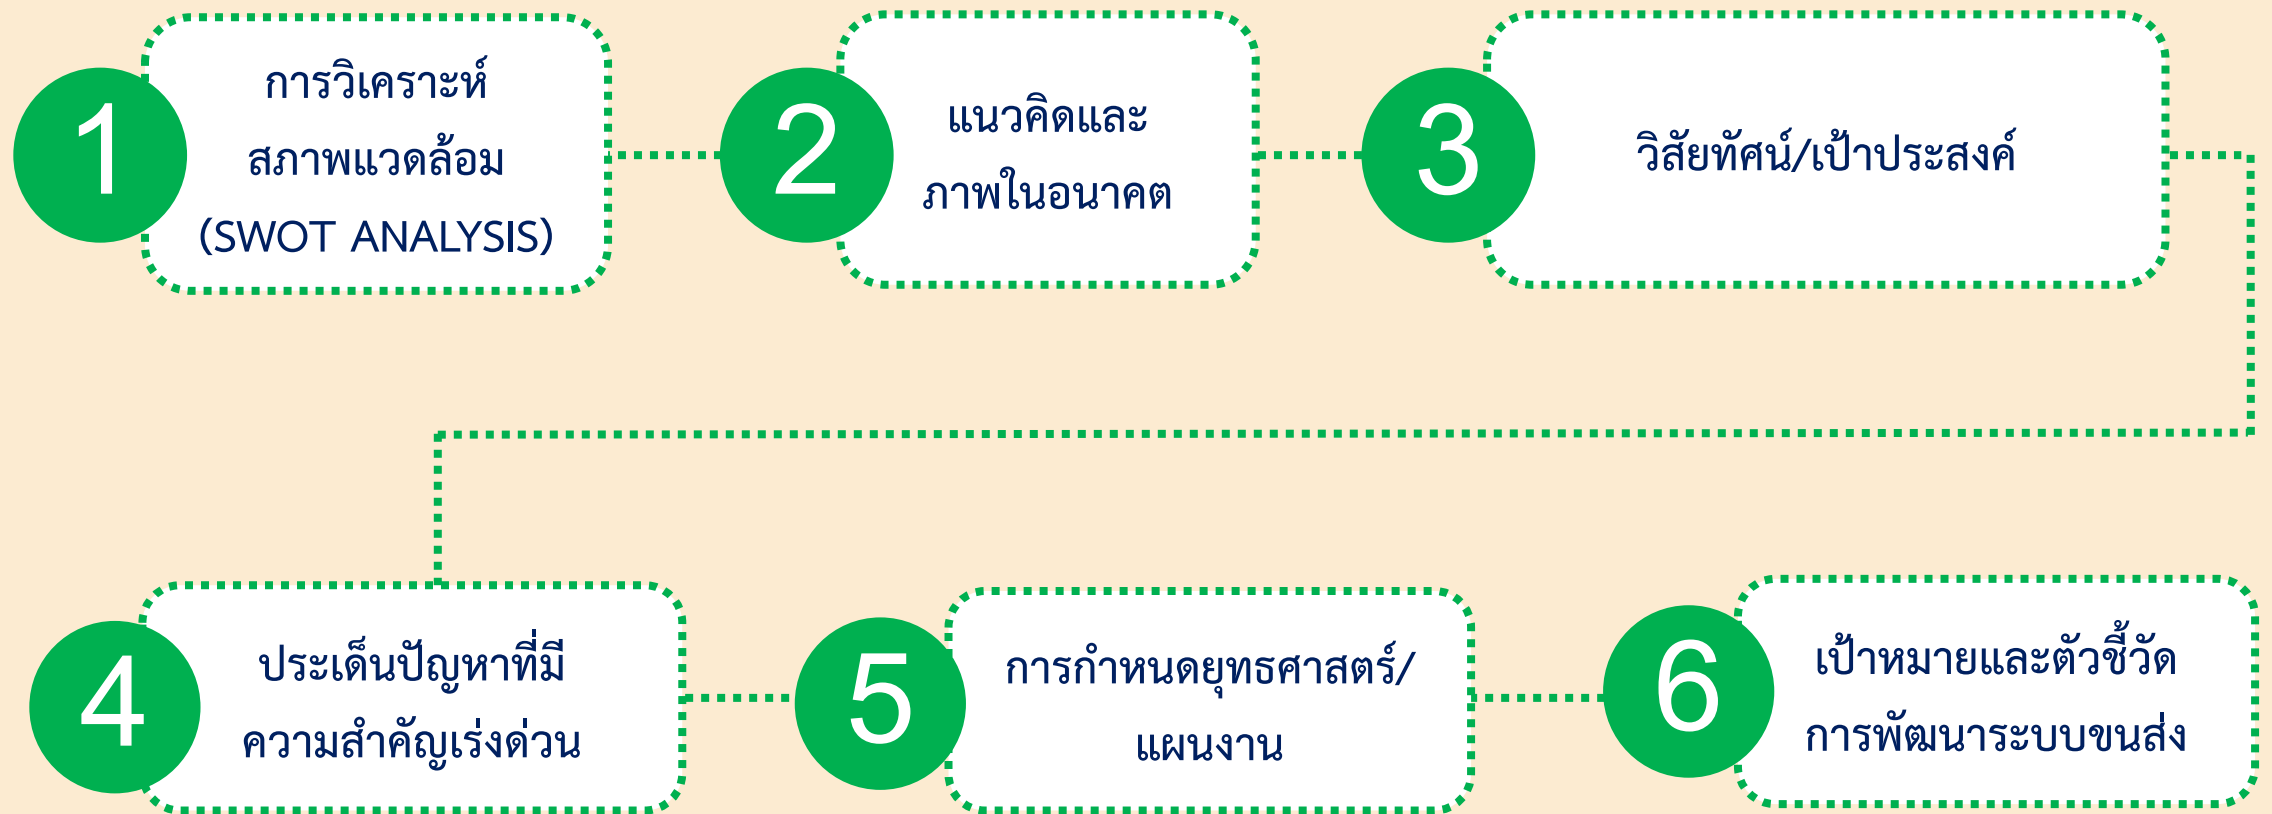 1
การวิเคราะห์
สภาพแวดล้อม
(SWOT ANALYSIS)
2
แนวคิดและ
ภาพในอนาคต
3
วิสัยทัศน์/เป้าประสงค์
4
ประเด็นปัญหาที่มี
ความสำคัญเร่งด่วน
5
การกำหนดยุทธศาสตร์/
แผนงาน
6
เป้าหมายและตัวชี้วัด
การพัฒนาระบบขนส่ง